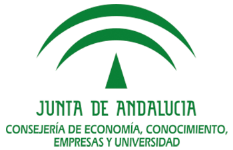 JUNTA DE ANDALUCIA
CONSEJERÍA DE ECONOMÍA, CONOCIMIENTO,
EMPRESAS Y UNIVERSIDAD